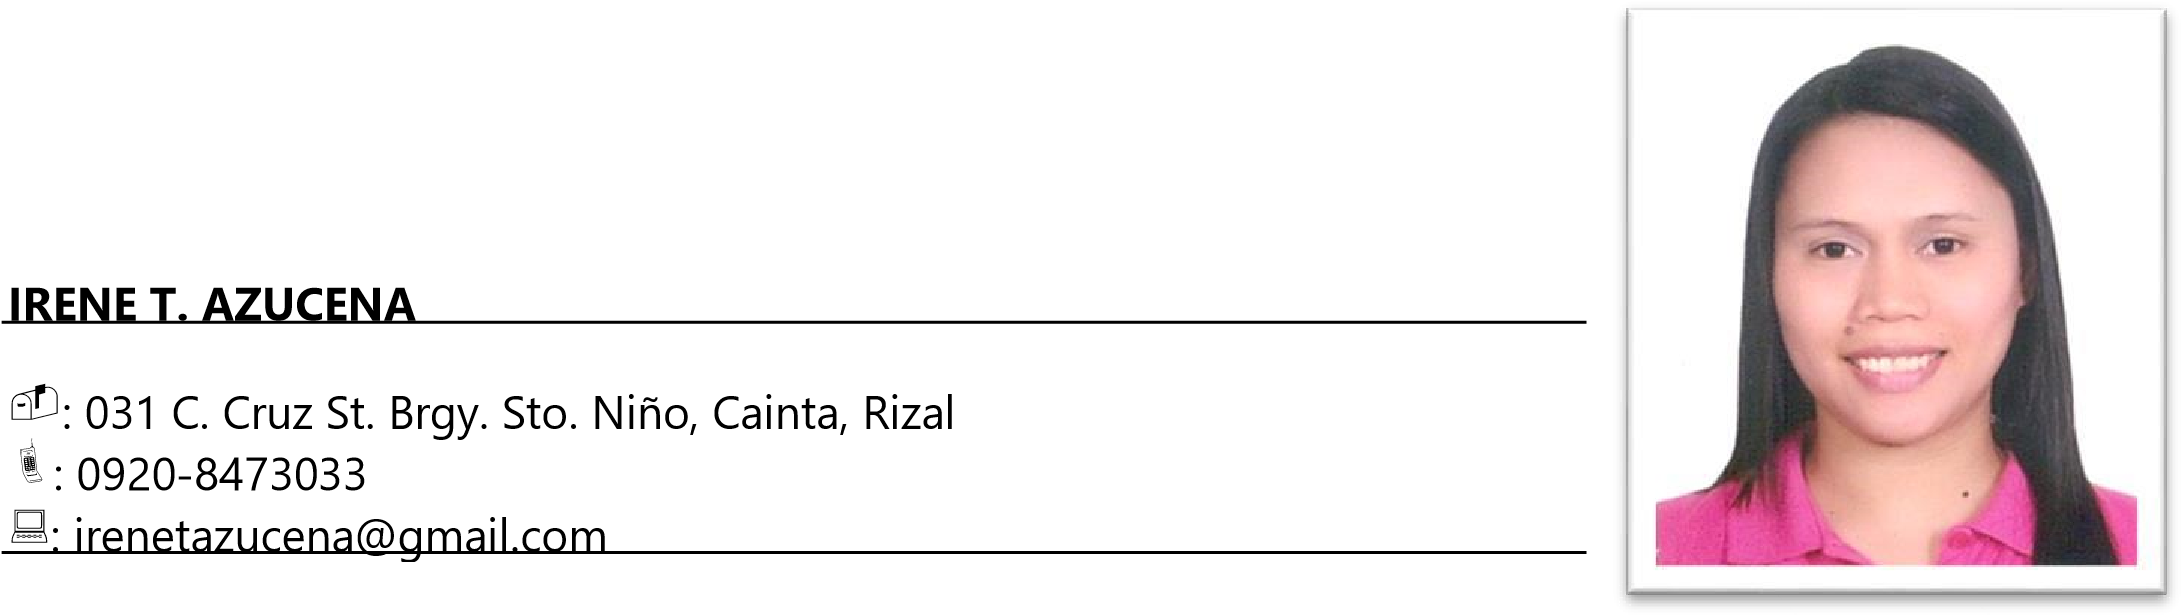 IRENE T. AZUCENA
: 031 C. Cruz St. Brgy. Sto. Niño, Cainta, Rizal
: 0920-8473033
: irenetazucena@gmail.com